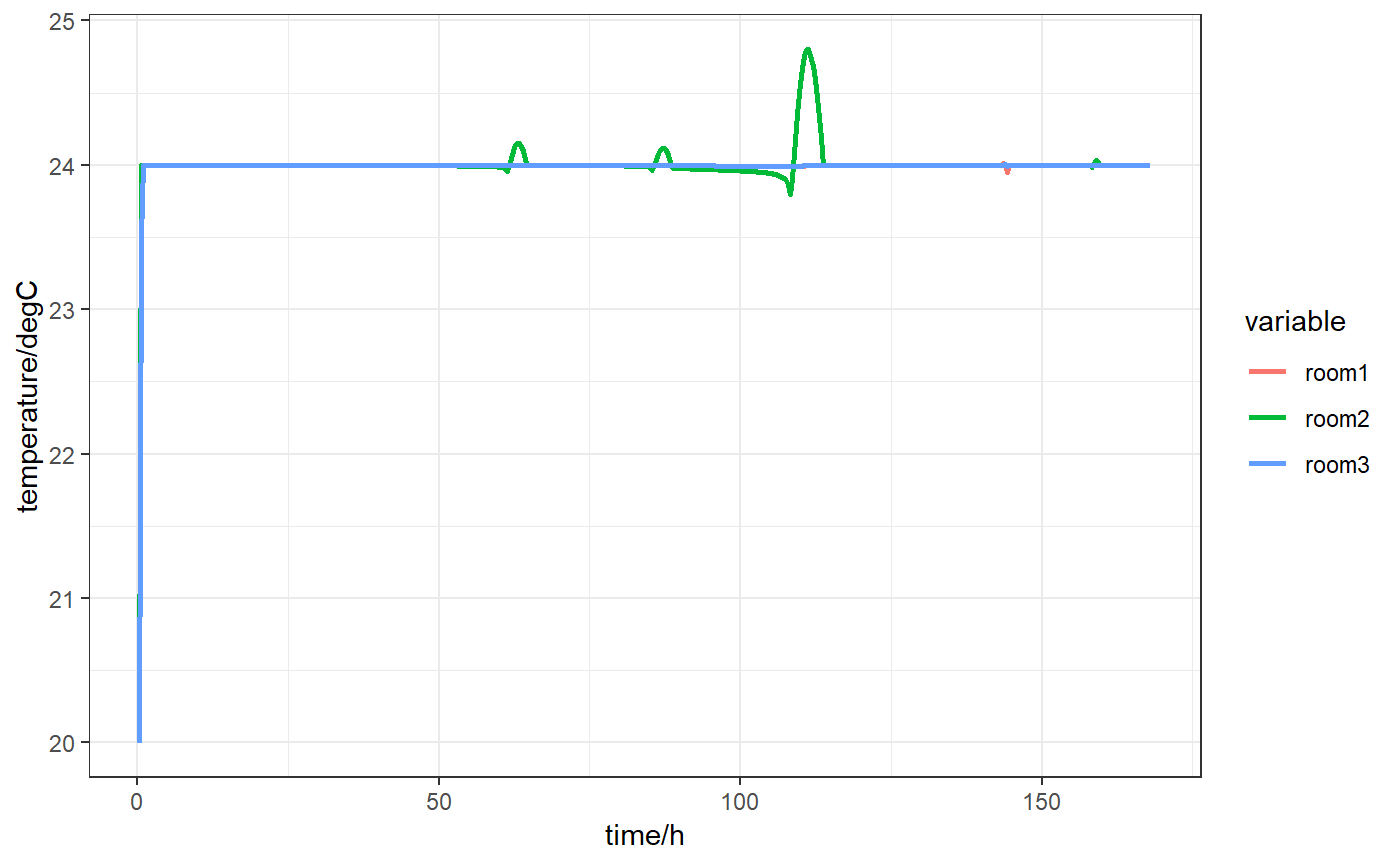 25
24
23
22
21
20
temperature/degC
0 50 100 150
time/h
variable
room1
room2
room3